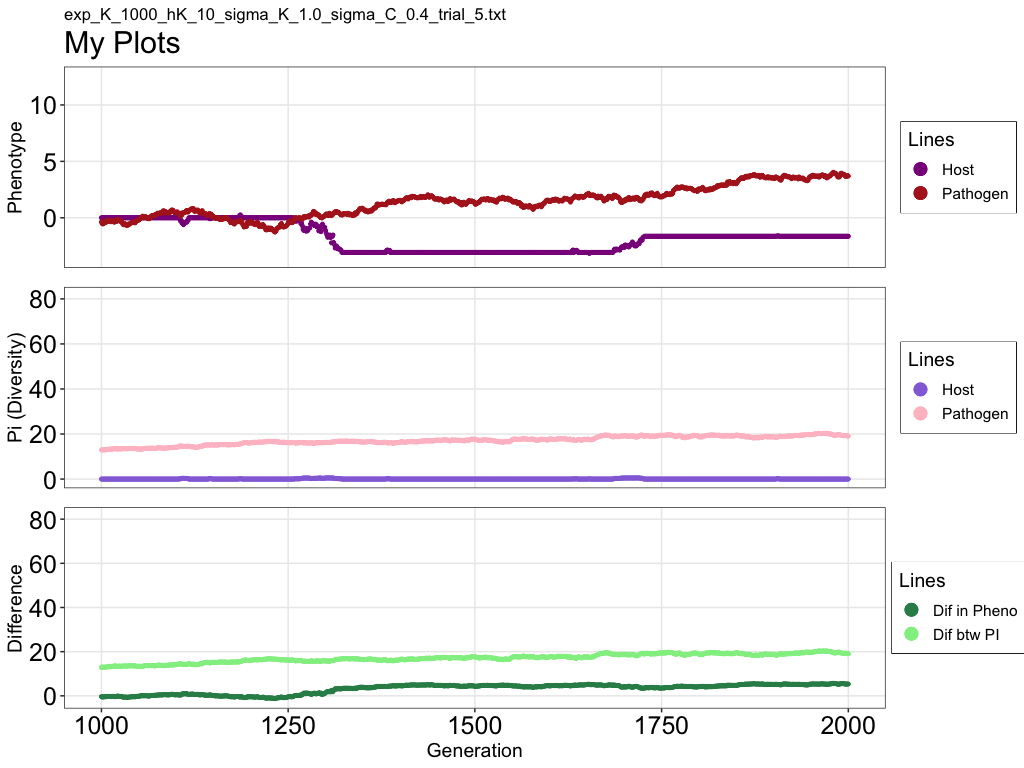 exp_K_1000_hK_10_sigma_K_1.0_sigma_C_0.4_trial_5.txt
My Plots
Phenotype
10
5
0
Lines
Host
Pathogen
Pi (Diversity)
80
60
40
20
0
Lines
Host
Pathogen
Difference
80
60
40
20
0
Lines
Dif in Pheno
Dif btw PI
1000 1250 1500 1750 2000
Generation